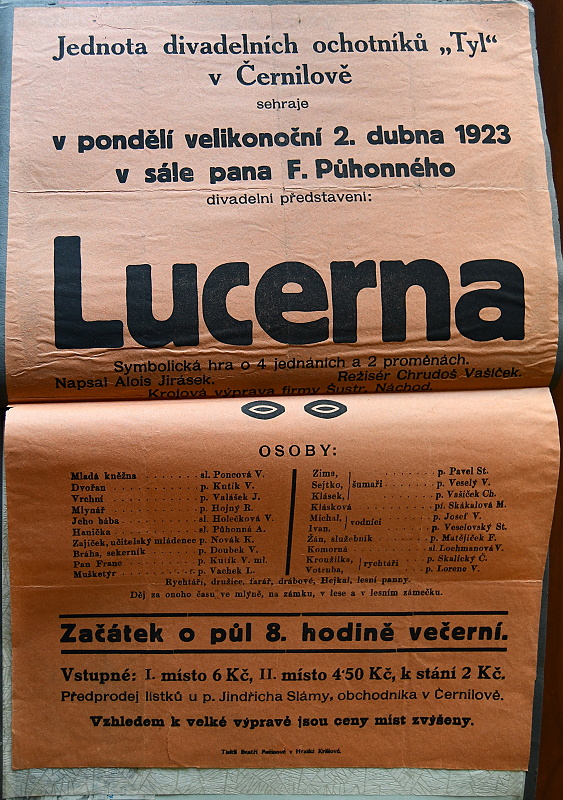 Jednota divadelních ochotníků „Tyl“
v Černilově
sehraje
v pondělí velikonoční 2. dubna 1923
v sále pana F. Půhonného
divadelní představení:
Lucerna
Symbolická hra o 4 jednáních a 2 proměnách.
Napsal Alois Jirásek. Režisér Chrudoš Vašíček.
Krojová výprava firmy Šustr, Náchod.
OSOBY:
Mladá kněžna sl. Poncová V.
Dvořan p. Kutík V.
Vrchní p. Valášek J.
Mlynář p. Hojný R.
Jeho bába sl. Holečková V.
Hanička sl. Půhonná A.
Zajíček, učitelský mládenec p. Novák K.
Bráha, sekerník p. Doubek V.
Pan Franc p. Kutík V. ml.
Mušketýr p. Vachek L.
Zima, p. Pavel St.
Sejtko, šumaři p. Veselý V.
Klásek, p. Vašíček Ch.
Klásková pí. Skákalová M.
Michal, vodníci p. Josef V.
Ivan, p. Veselovský St.
Žán, služebník p. Matějíček F.
Komorná sl. Lochmanová V.
Kroužilka, rychtáři p. Skalický Č.
Votruba, p. Lorenc V.
Rychtáři, družice, farář, drábové, Hejkal, lesní panny.
Děj za onoho času ve mlýně, na zámku, v lese a v lesním zámečku.
Začátek o půl 8. hodině večerní.
Vstupné: I. místo 6 Kč, II. místo 4·50 Kč, k stání 2 Kč.
Předprodej lístků u p. Jindřicha Slámy, obchodníka v Černilově.
Vzhledem k velké výpravě jsou ceny míst zvýšeny.
Tiskli Bratří v Hradci Králové.